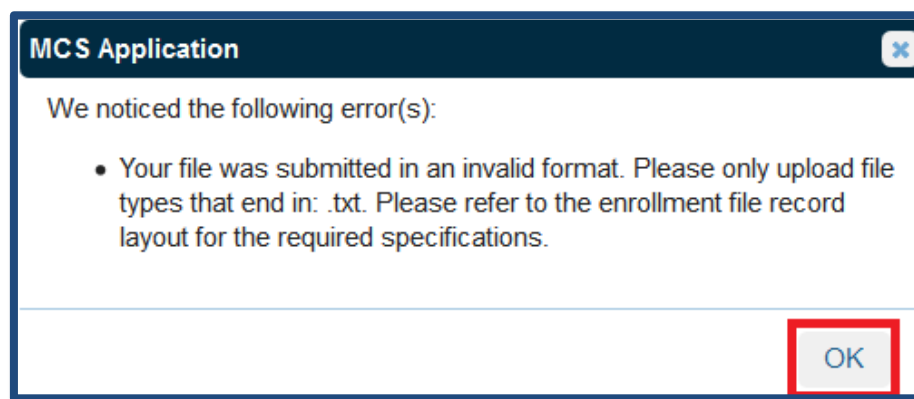 MCS Application
We noticed the following error(s):
• Your file was submitted in an invalid format. Please only upload file
types that end in: .txt. Please refer to the enrollment file record
layout for the required specifications.
OK